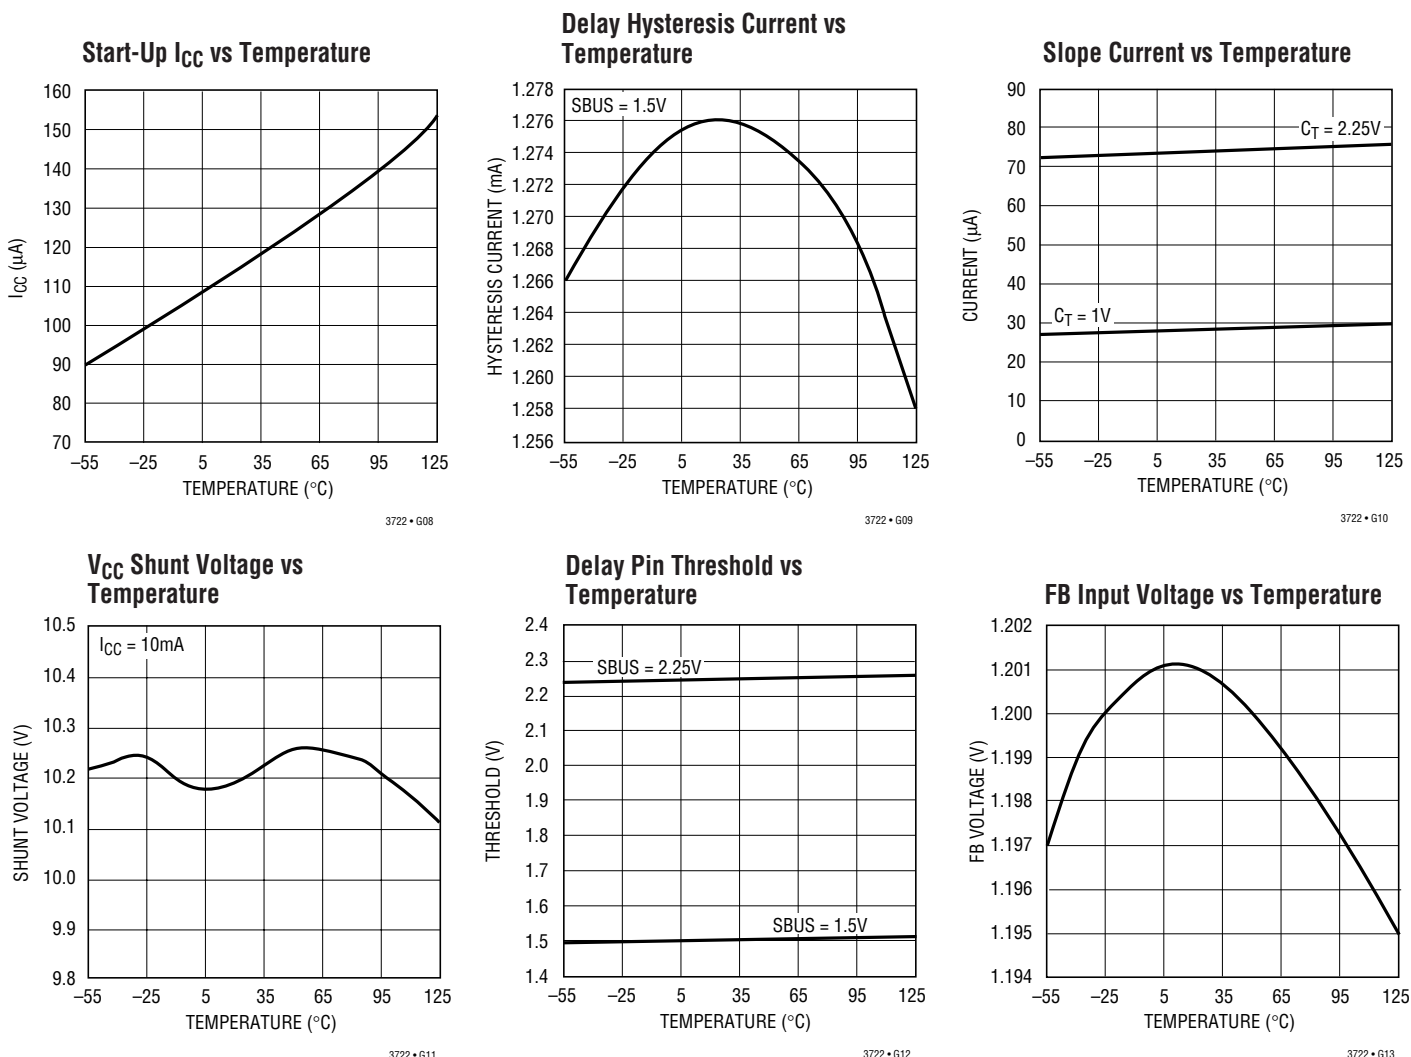 Start-Up ICC vs Temperature
160
150
140
130
120
110
100
90
80
70
ICC (µA)
–55 –25 5 35 65 95 125
TEMPERATURE (°C)
3722 • G08
Delay Hysteresis Current vs
Temperature
SBUS = 1.5V
1.278
1.276
1.274
1.272
1.270
1.268
1.266
1.264
1.262
1.260
1.258
1.256
HYSTERESIS CURRENT (mA)
–55 –25 5 35 65 95 125
TEMPERATURE (°C)
3722 • G09
Slope Current vs Temperature
90
80
70
60
50
40
30
20
10
0
CURRENT (µA)
CT = 2.25V
CT = 1V
–55 –25 5 35 65 95 125
TEMPERATURE (°C)
3722 • G10
VCC Shunt Voltage vs
Temperature
ICC = 10mA
10.5
10.4
10.3
10.2
10.1
10.0
9.9
9.8
SHUNT VOLTAGE (V)
–55 –25 5 35 65 95 125
TEMPERATURE (°C)
3722 • G11
Delay Pin Threshold vs
Temperature
2.4
2.3
2.2
2.1
2.0
1.9
1.8
1.7
1.6
1.5
1.4
THRESHOLD (V)
SBUS = 2.25V
SBUS = 1.5V
–55 –25 5 35 65 95 125
TEMPERATURE (°C)
3722 • G12
FB Input Voltage vs Temperature
1.202
1.201
1.200
1.199
1.198
1.197
1.196
1.195
1.194
FB VOLTAGE (V)
–55 –25 5 35 65 95 125
TEMPERATURE (°C)
3722 • G13